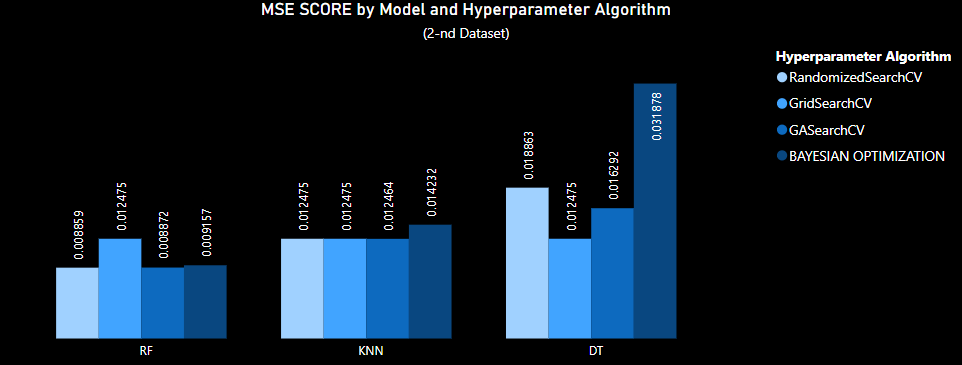 MSE SCORE by Model and Hyperparameter Algorithm
(2-nd Dataset)
Hyperparameter Algorithm
RandomizedSearchCV
GridSearchCV
GASearchCV
BAYESIAN OPTIMIZATION
0.008859
0.012475
0.008872
0.009157
0.012475
0.012475
0.012464
0.014232
0.018863
0.012475
0.016292
0.031878
RF
KNN
DT